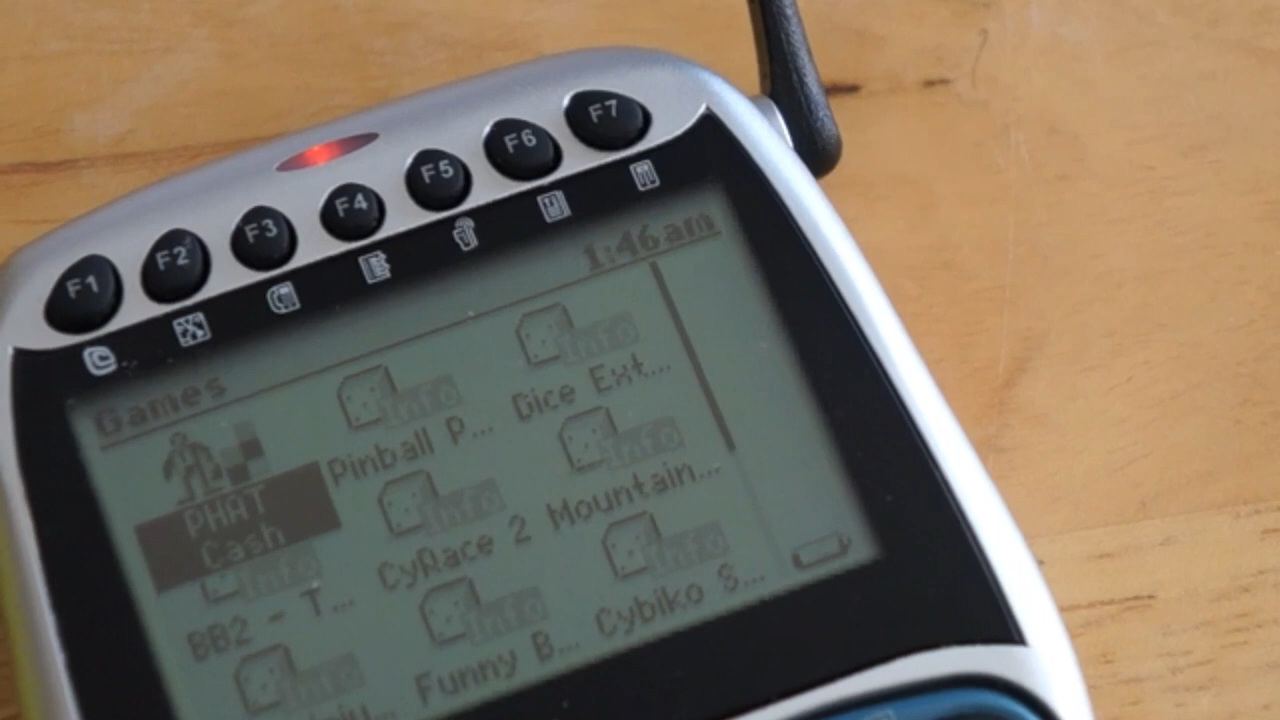 F1 F2 F3 F4 F5 F6 F7
1:46am
Games
PHAT Cash
Pinball P...
Dice Ext...
BB2 - T...
CyRace 2
Mountain...
Funny B...
Cybiko S...
Info
Info
Info
Info
Info
Info
Info
Info